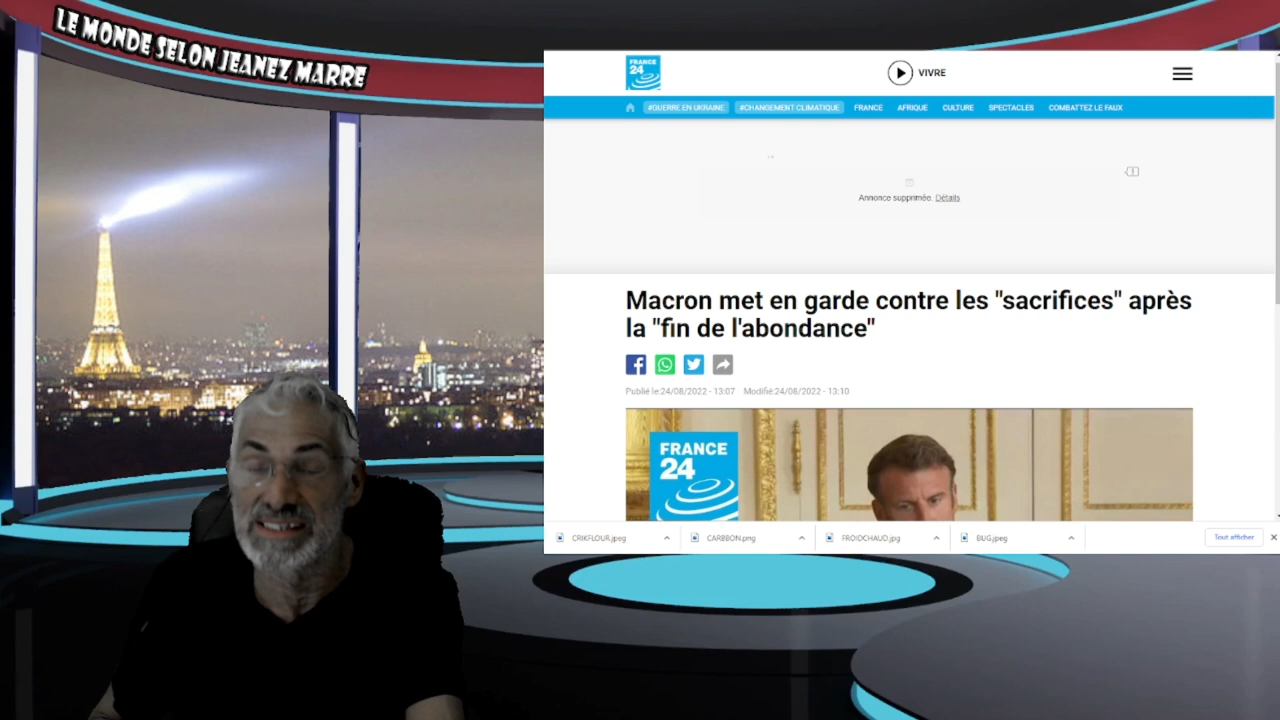 LE MONDE SELON JEANEZ MARRE
FRANCE
24
VIVRE
#GUERRE EN UKRAINE #CHANGEMENT CLIMATIQUE FRANCE AFRIQUE CULTURE SPECTACLES COMBATTEZ LE FAUX
Annonce supprimée. Détails
Macron met en garde contre les "sacrifices" après
la "fin de l'abondance"
Publié le:24/08/2022 - 13:07 Modifié:24/08/2022 - 13:10
FRANCE
24
CRIKFLOUR.jpeg CARBBON.png FROIDCHAUD.jpg BUG.jpeg Tout afficher